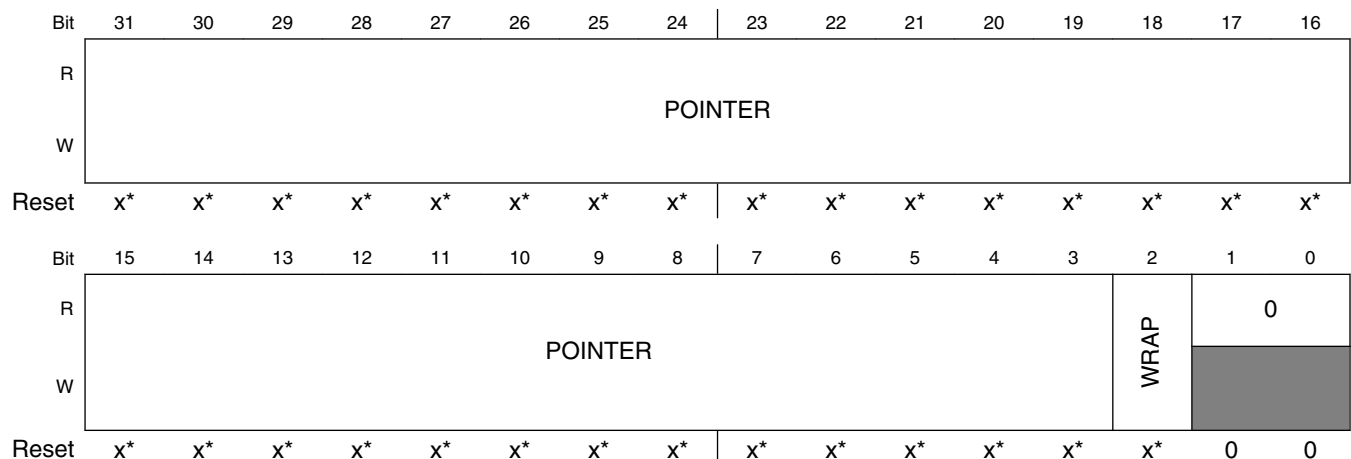 Bit 31 30 29 28 27 26 25 24 23 22 21 20 19 18 17 16
R
POINTER
W
Reset x* x* x* x* x* x* x* x* x* x* x* x* x* x* x* x*
Bit 15 14 13 12 11 10 9 8 7 6 5 4 3 2 1 0
R 0
POINTER WRAP
W
Reset x* x* x* x* x* x* x* x* x* x* x* x* x* x* 0 0